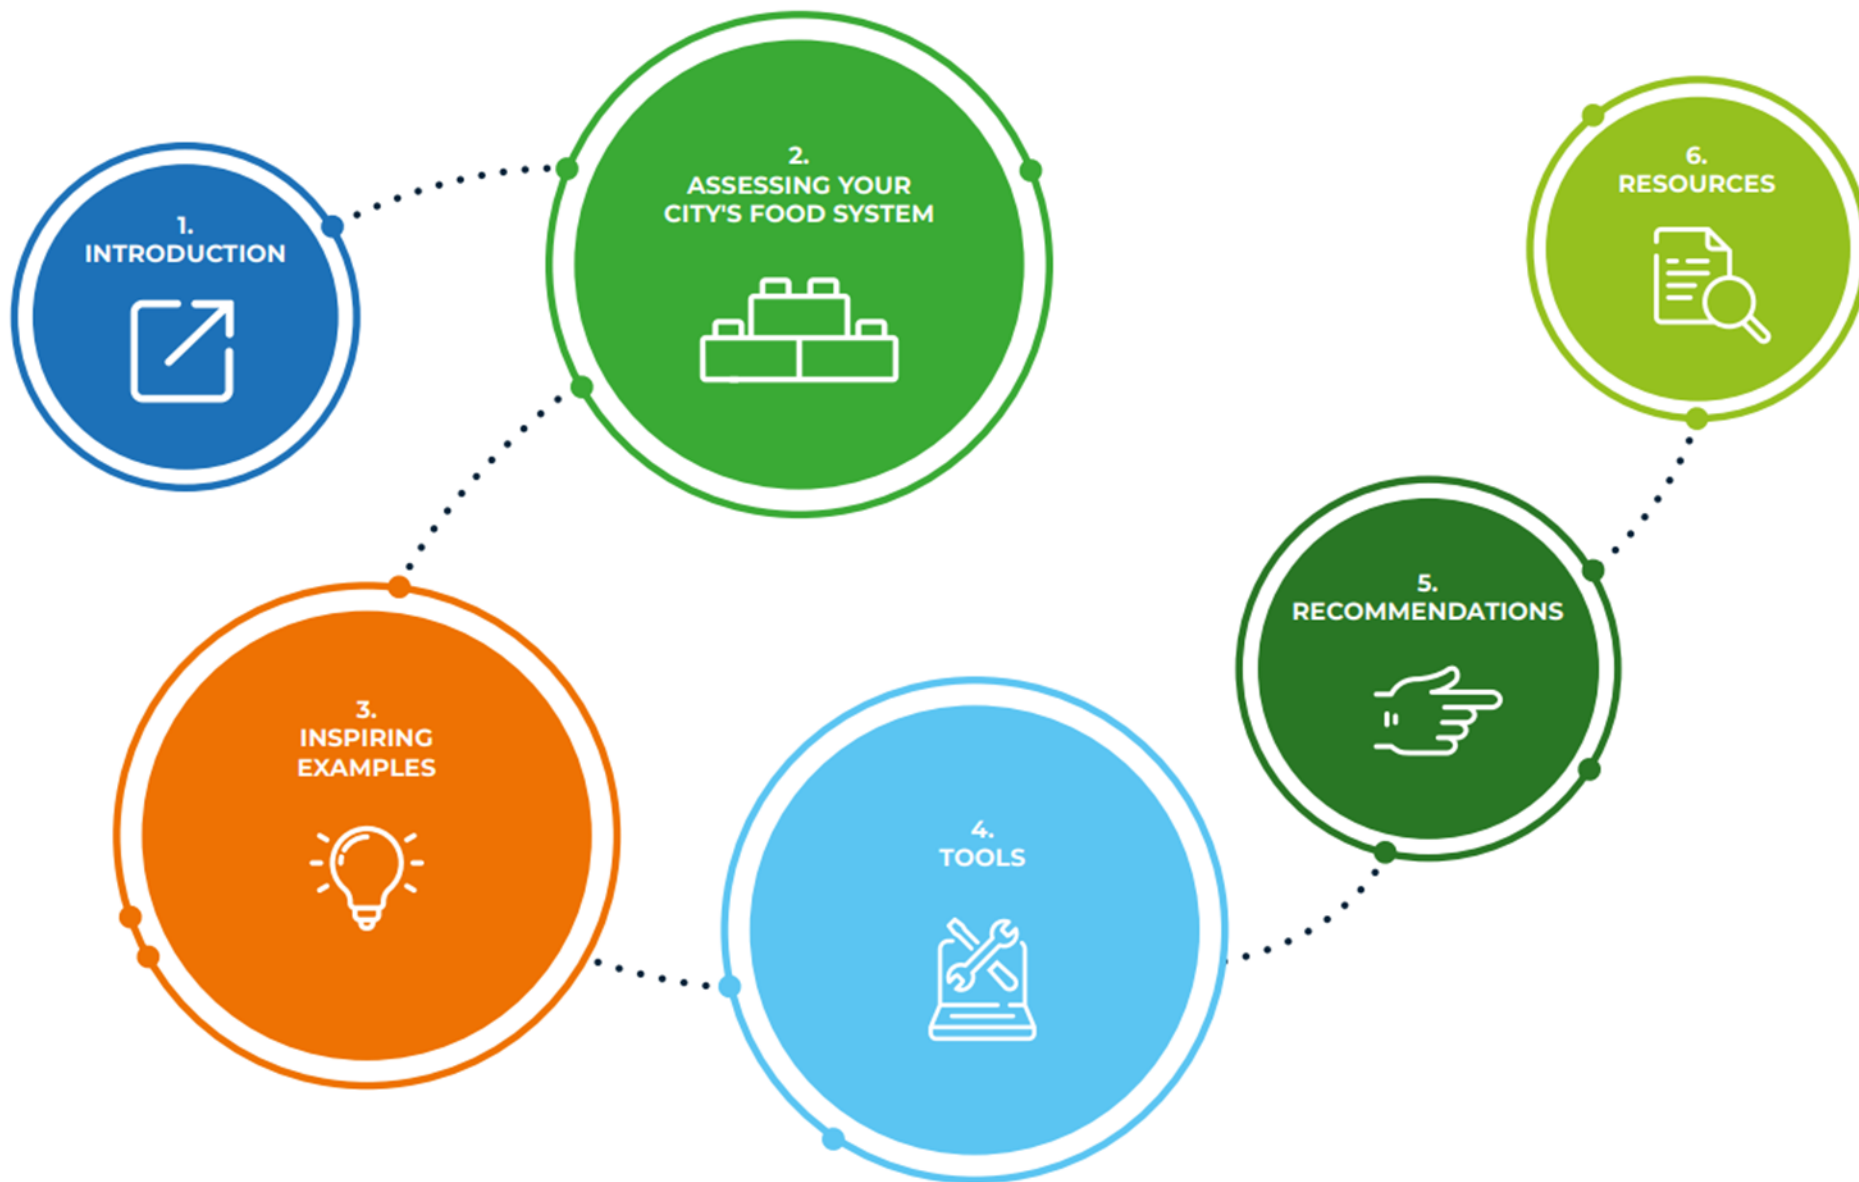 1.
INTRODUCTION
2.
ASSESSING YOUR
CITY'S FOOD SYSTEM
3.
INSPIRING
EXAMPLES
4.
TOOLS
5.
RECOMMENDATIONS
6.
RESOURCES